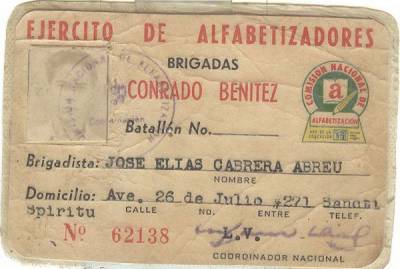 EJERCITO DE ALFABETIZADORES
BRIGADAS
CONRADO BENITEZ
Batallón No.
COMISION NACIONAL DE
a
ALFABETIZACIÓN
Brigadista: JOSE ELIAS CABRERA ABREU
NOMBRE
Domicilio: Ave. 26 de Julio #271 Sancti
Spiritu CALLE NO. ENTRE TELEF.
Nº 62138 L.V.
COORDINADOR NACIONAL